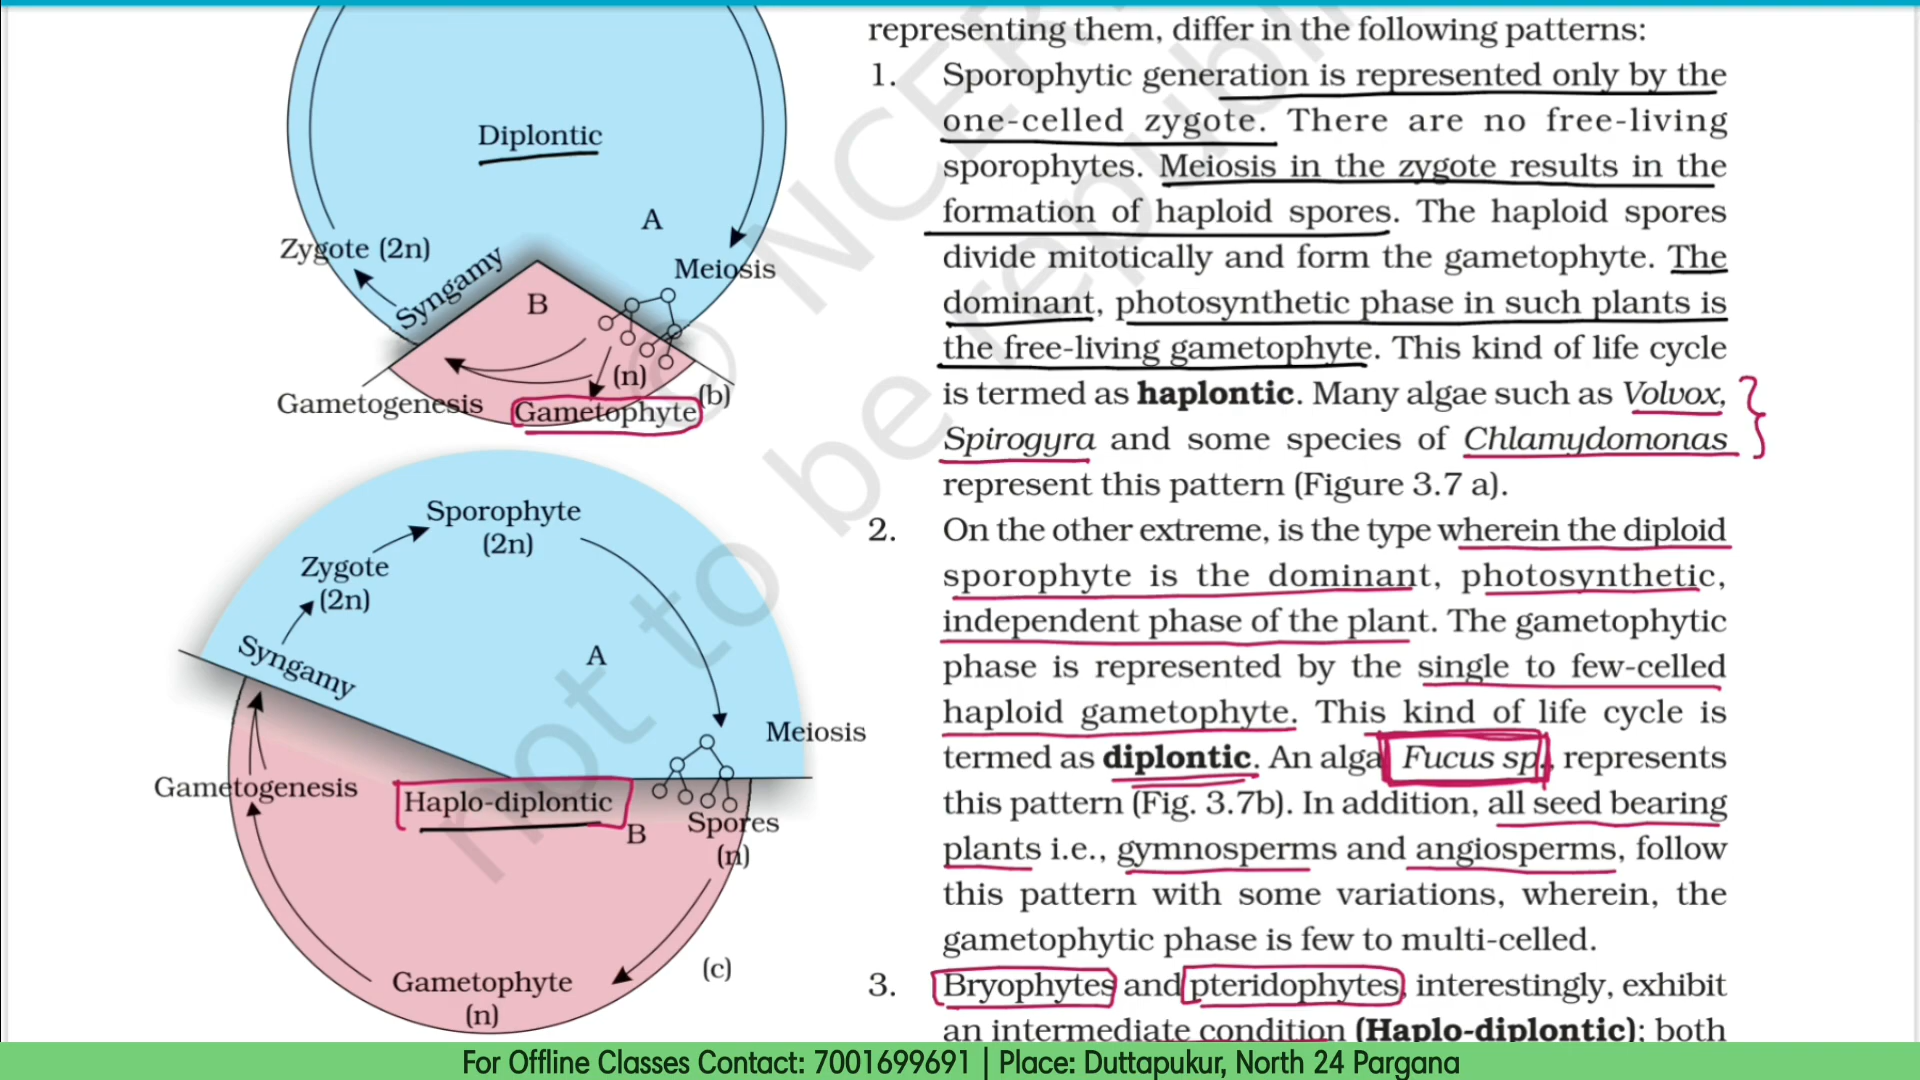 Diplontic
A
Zygote (2n)
Syngamy
Meiosis
B
(n)
Gametogenesis
Gametophyte
(b)
Sporophyte
(2n)
Zygote
(2n)
A
Syngamy
Meiosis
Gametogenesis
Haplo-diplontic
B
Spores
(n)
(c)
Gametophyte
(n)
representing them, differ in the following patterns:
1. Sporophytic generation is represented only by the
one-celled zygote. There are no free-living
sporophytes. Meiosis in the zygote results in the
formation of haploid spores. The haploid spores
divide mitotically and form the gametophyte. The
dominant, photosynthetic phase in such plants is
the free-living gametophyte. This kind of life cycle
is termed as haplontic. Many algae such as Volvox,
Spirogyra and some species of Chlamydomonas
represent this pattern (Figure 3.7 a).
2. On the other extreme, is the type wherein the diploid
sporophyte is the dominant, photosynthetic,
independent phase of the plant. The gametophytic
phase is represented by the single to few-celled
haploid gametophyte. This kind of life cycle is
termed as diplontic. An alga, Fucus sp., represents
this pattern (Fig. 3.7b). In addition, all seed bearing
plants i.e., gymnosperms and angiosperms, follow
this pattern with some variations, wherein, the
gametophytic phase is few to multi-celled.
3. Bryophytes and pteridophytes, interestingly, exhibit
an intermediate condition (Haplo-diplontic); both
© NCERT
not to be republi
For Offline Classes Contact: 7001699691 | Place: Duttapukur, North 24 Pargana